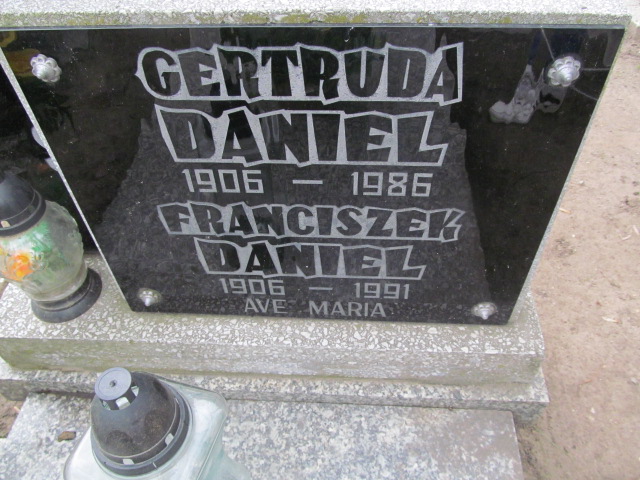 GERTRUDA
DANIEL
1906 — 1986
FRANCISZEK
DANIEL
1906 — 1991
AVE MARIA